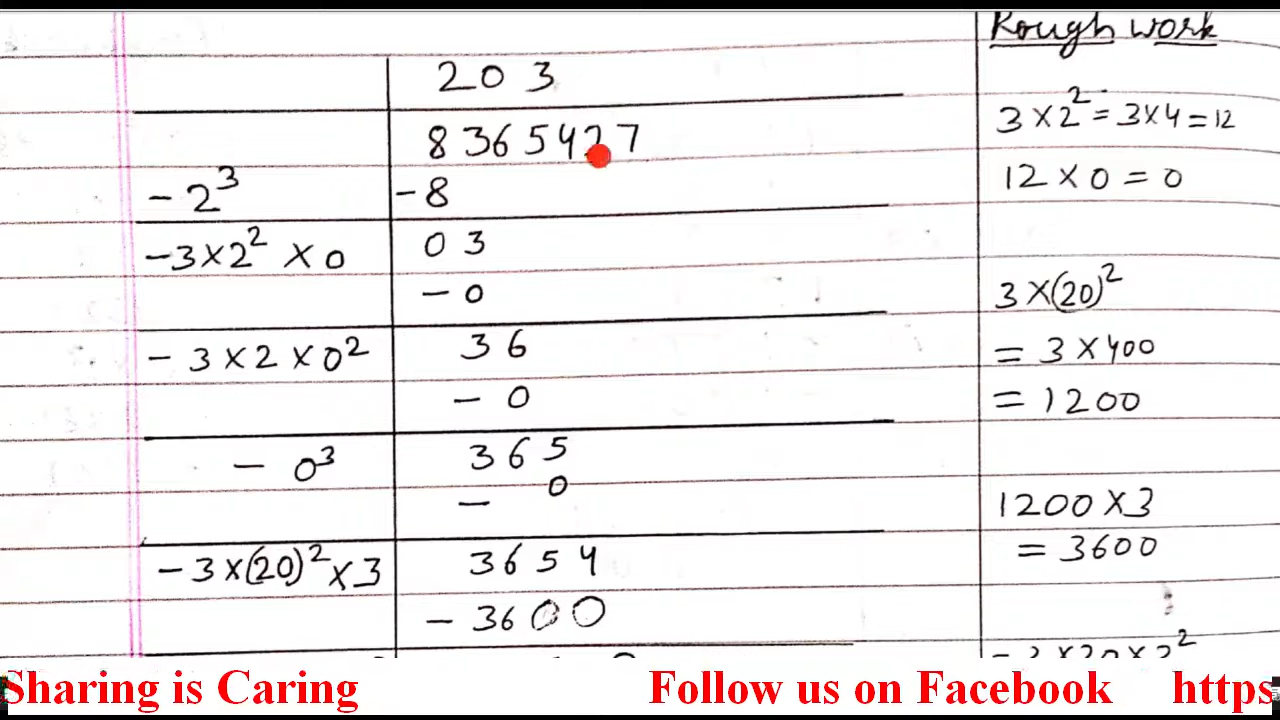 203
8365427
- 2³
- 8
- 3 × 2² × 0
03
- 0
- 3 × 2 × 0²
36
- 0
- 0³
365
- 0
- 3 × (20)² × 3
3654
- 3600
Rough work
3 × 2² = 3 × 4 = 12
12 × 0 = 0
3 × (20)²
= 3 × 400
= 1200
1200 × 3
= 3600
Sharing is Caring
Follow us on Facebook
https